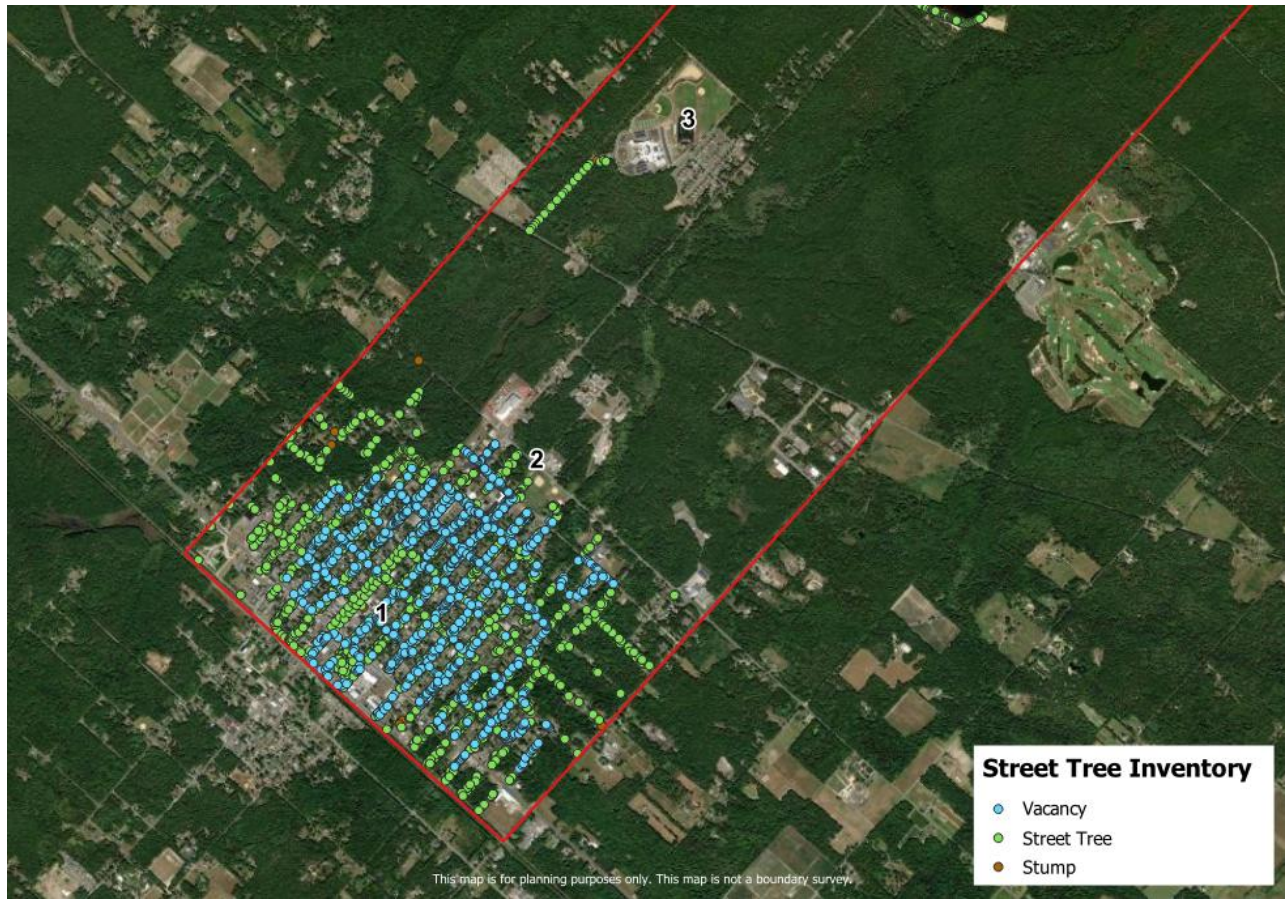 3
2
1
Street Tree Inventory
Vacancy
Street Tree
Stump
This map is for planning purposes only. This map is not a boundary survey.